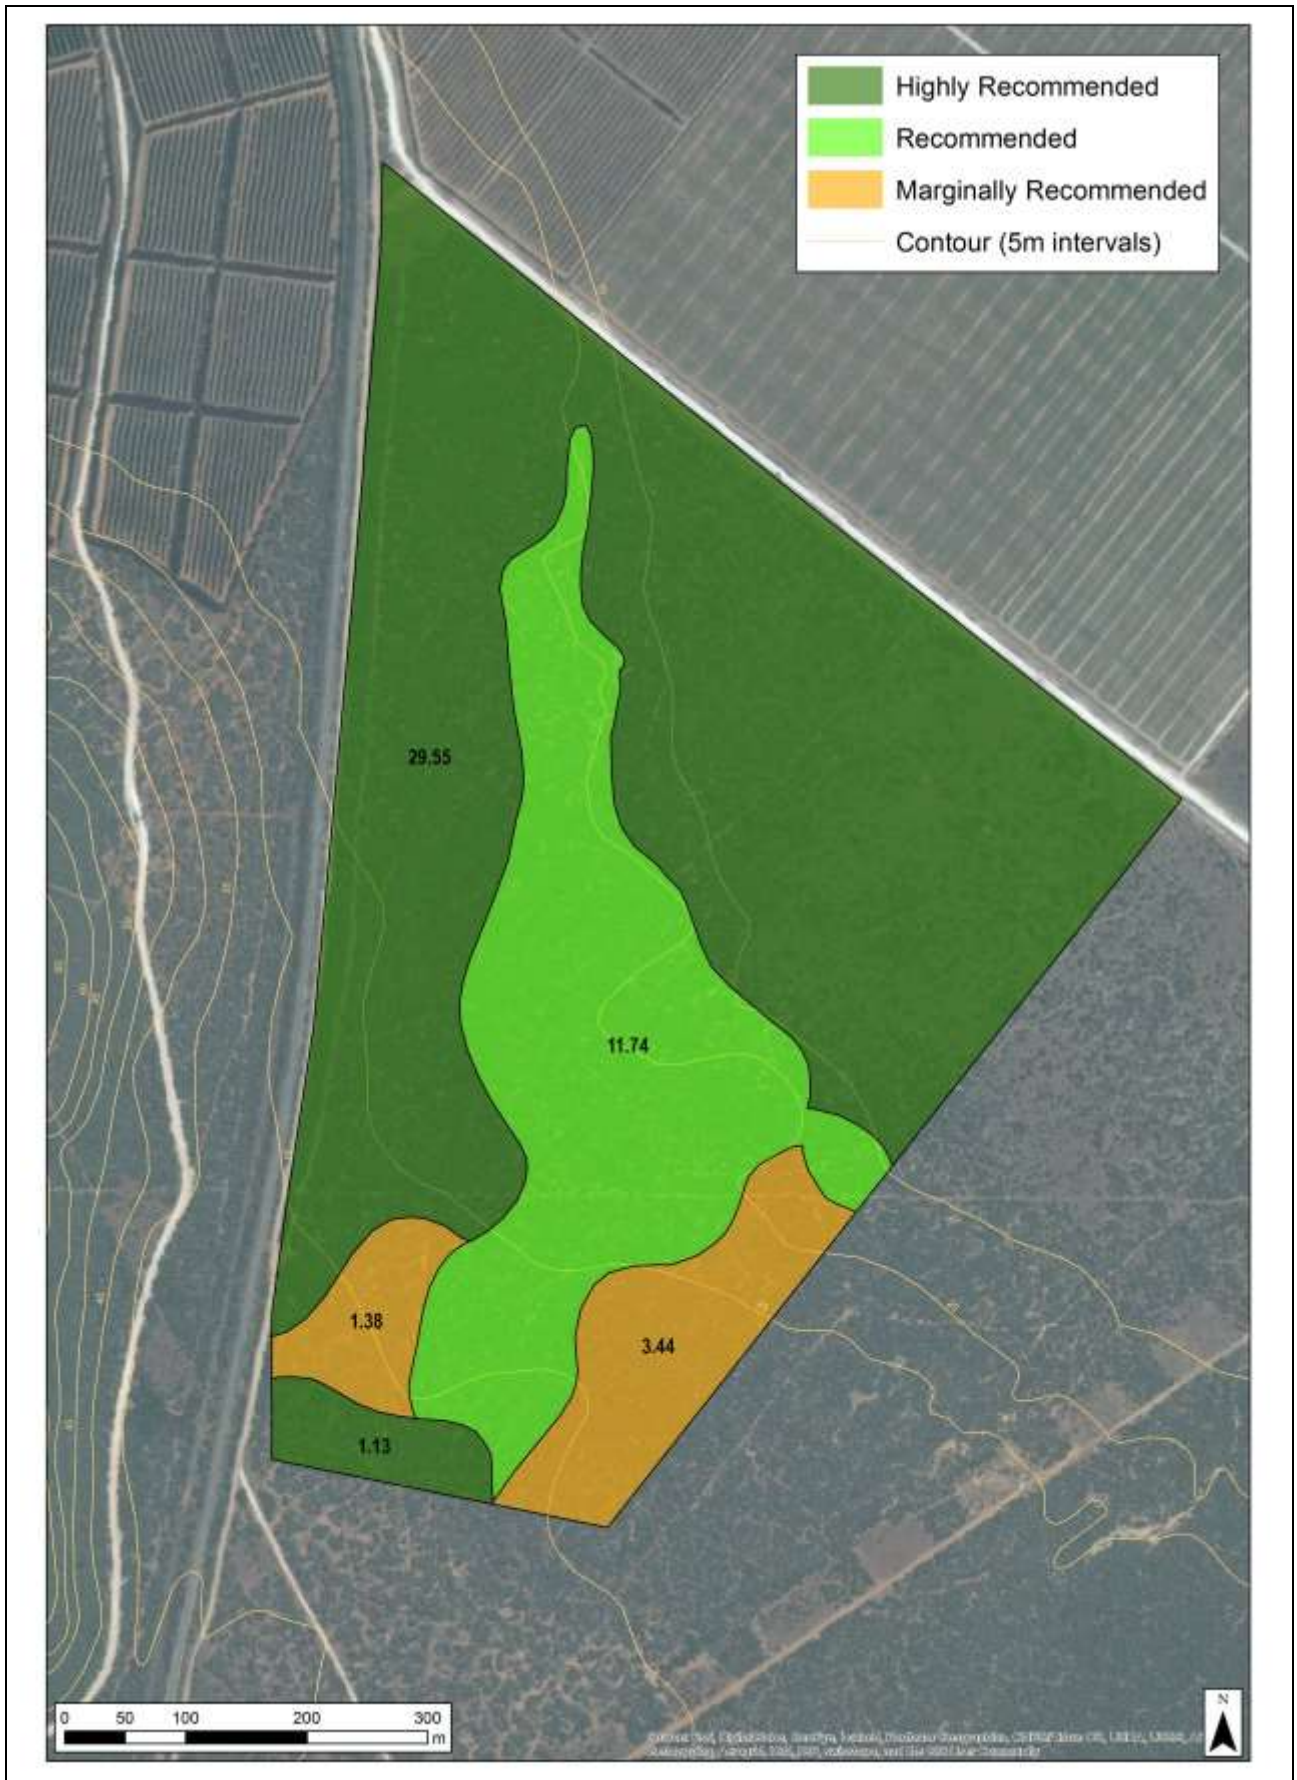 Highly Recommended
Recommended
Marginally Recommended
Contour (5m intervals)
29.55
11.74
1.38
3.44
1.13
0 50 100 200 300
m
N